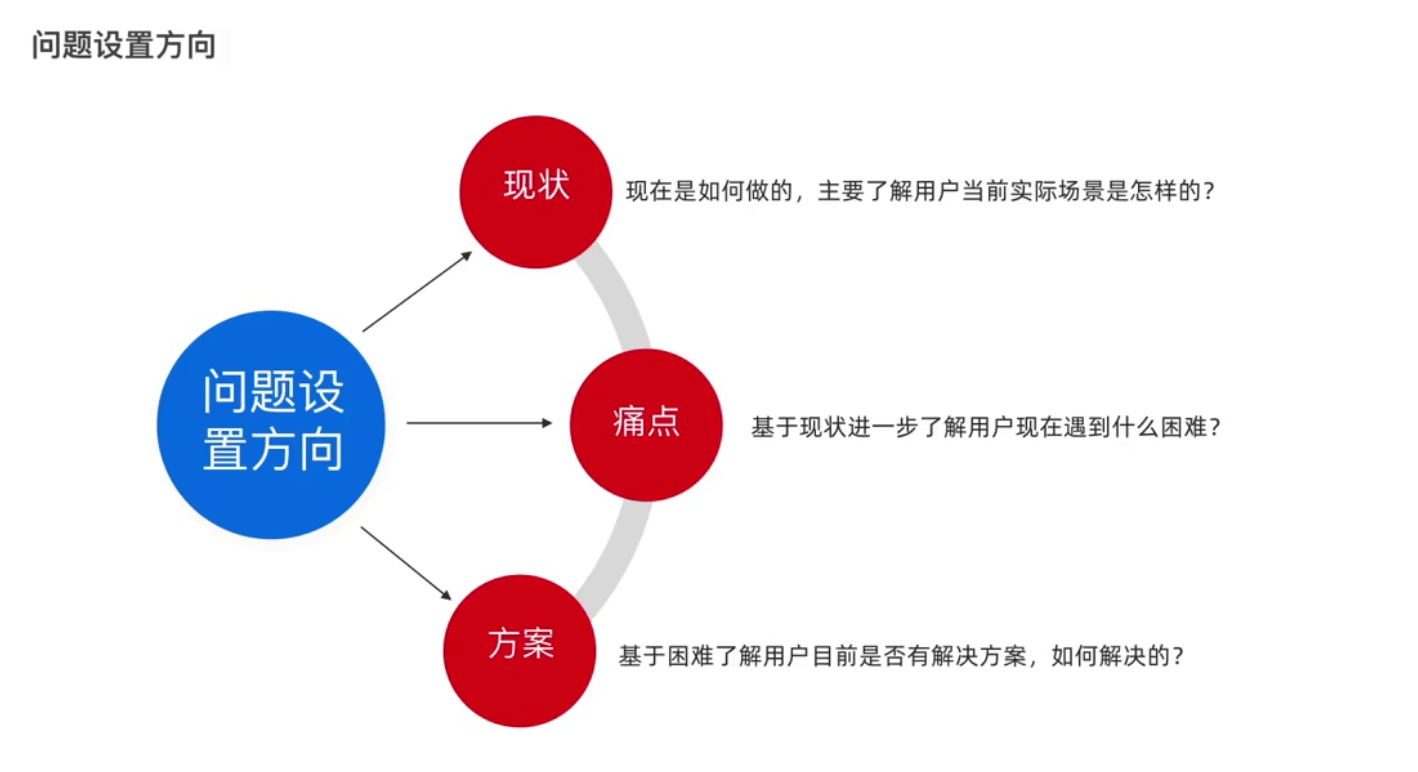 问题设置方向
现状
现在是如何做的，主要了解用户当前实际场景是怎样的？
问题设
置方向
痛点
基于现状进一步了解用户现在遇到什么困难？
方案
基于困难了解用户目前是否有解决方案，如何解决的？